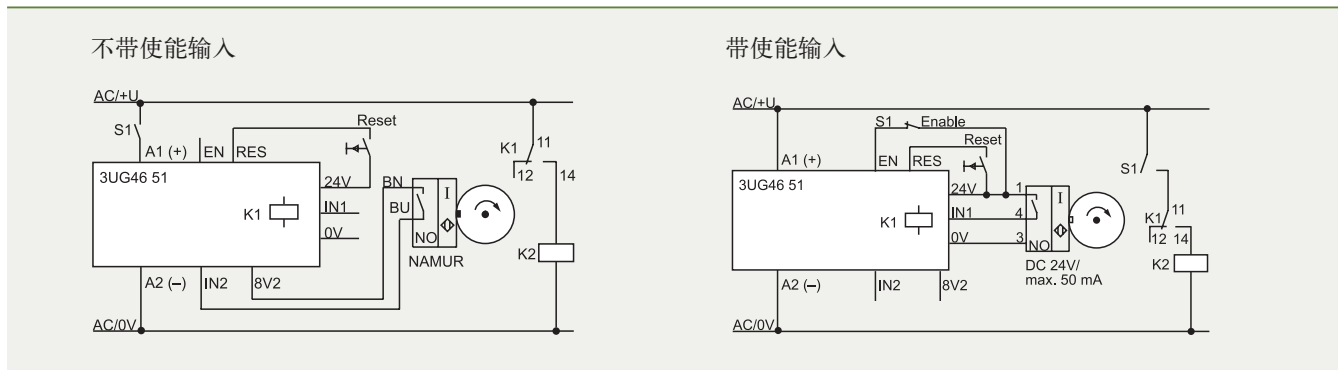 不带使能输入
AC/+U
S1
A1 (+)
EN
RES
Reset
3UG46 51
K1
24V
IN1
0V
BN
BU
I
NO
NAMUR
K1
11
12
14
K2
A2 (–)
IN2
8V2
AC/0V
带使能输入
AC/+U
S1
Enable
A1 (+)
EN
RES
Reset
3UG46 51
K1
24V
IN1
0V
1
4
3
I
NO
DC 24V/
max. 50 mA
S1
K1
11
12
14
K2
A2 (–)
IN2
8V2
AC/0V